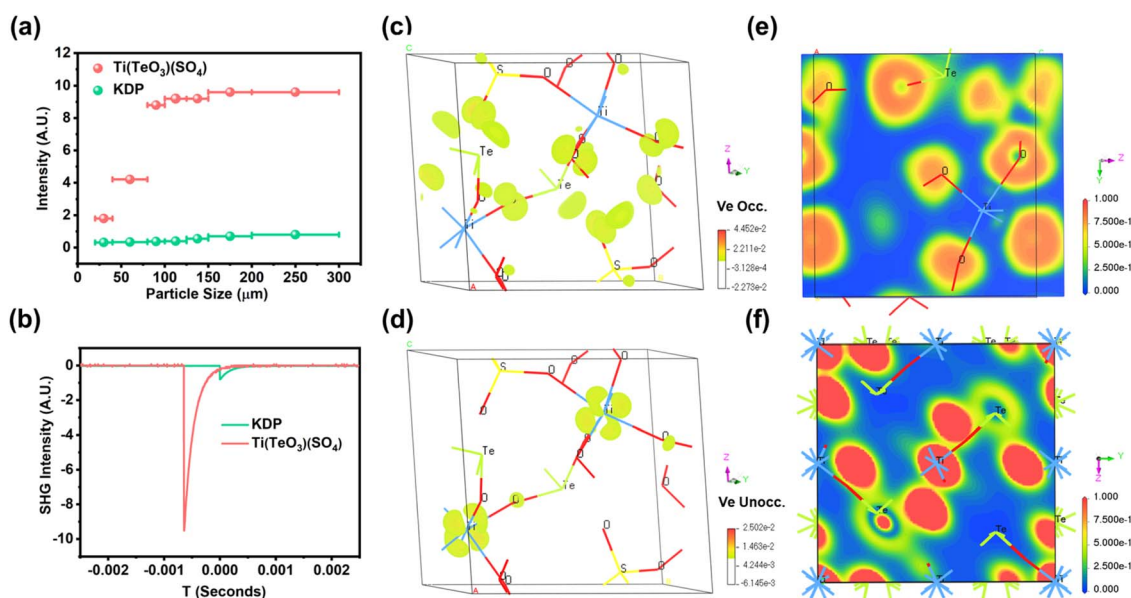 (a)
12
10
8
6
4
2
0
Intensity (A.U.)
Ti(TeO₃)(SO₄)
KDP
0 50 100 150 200 250 300
Particle Size (μm)
(b)
0
-2
-4
-6
-8
-10
SHG Intensity (A.U.)
KDP
Ti(TeO₃)(SO₄)
-0.002 -0.001 0.000 0.001 0.002
T (Seconds)
(c)
C
S
O
O
Ti
O
Te
O
Te
O
Ti
O
S
O
A
B
Z
Y
Ve Occ.
4.452e-2
2.211e-2
-3.128e-4
-2.273e-2
(d)
C
S
O
O
O
Ti
O
Te
O
O
Te
O
O
S
O
A
Z
Y
Ve Unocc.
2.502e-2
1.463e-2
4.244e-3
-6.145e-3
(e)
A
C
Te
O
O
O
Ti
O
Z
Y
1.000
7.500e-1
5.000e-1
2.500e-1
0.000
(f)
Te Te
Te
Te
Ti
Te
Te
Te
Y
Z
1.000
7.500e-1
5.000e-1
2.500e-1
0.000